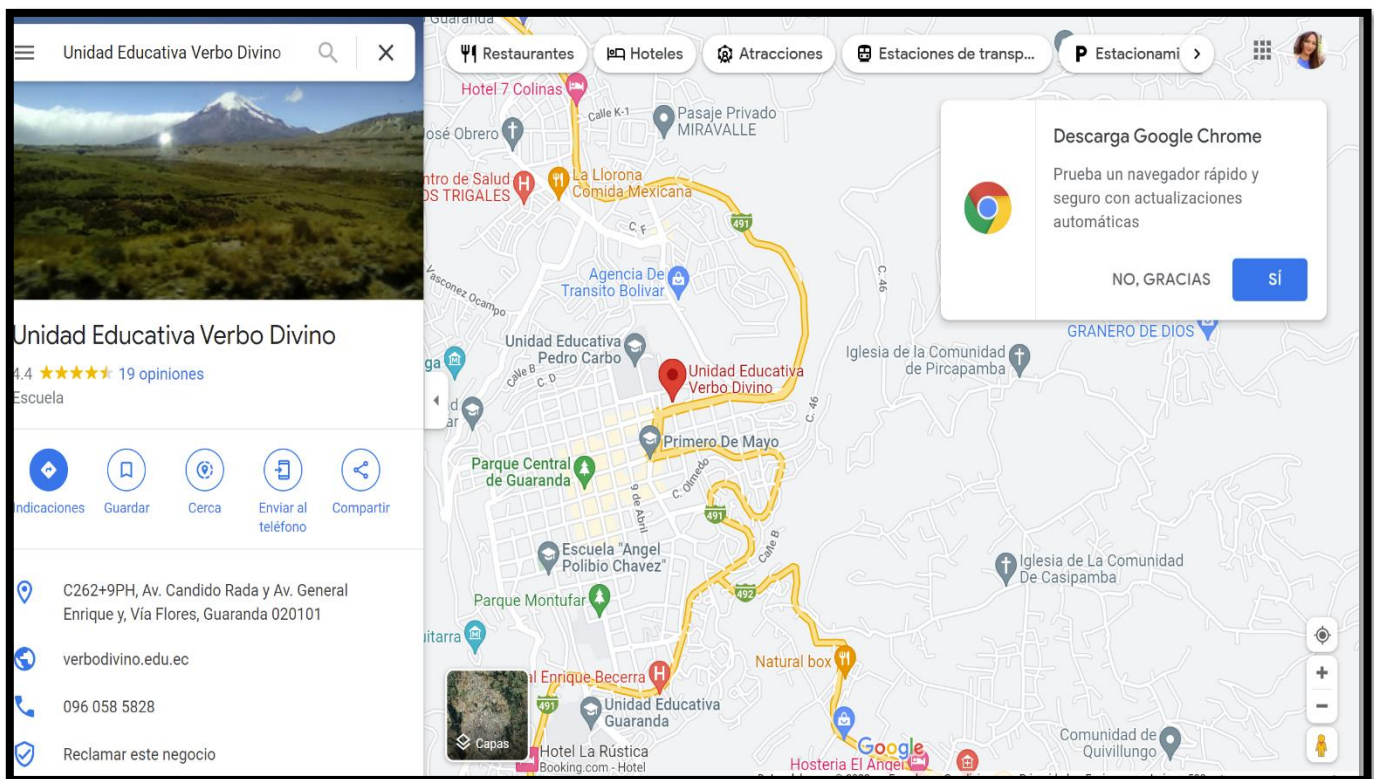 Unidad Educativa Verbo Divino
Unidad Educativa Verbo Divino
4.4
19 opiniones
Escuela
Indicaciones
Guardar
Cerca
Enviar al
teléfono
Compartir
C262+9PH, Av. Candido Rada y Av. General
Enrique y, Vía Flores, Guaranda 020101
verbodivino.edu.ec
096 058 5828
Reclamar este negocio
Restaurantes
Hoteles
Atracciones
Estaciones de transp...
P Estacionami
Descarga Google Chrome
Prueba un navegador rápido y
seguro con actualizaciones
automáticas
NO, GRACIAS
SÍ
Guaranda
Hotel 7 Colinas
Calle K-1
Pasaje Privado
MIRAVALLE
José Obrero
ntro de Salud
OS TRIGALES
H
La Llorona
Comida Mexicana
491
C. F
C. 46
Agencia De
Transito Bolivar
Vasconez Ocampo
GRANERO DE DIOS
Unidad Educativa
Pedro Carbo
Iglesia de la Comunidad
de Pircapamba
ga
Calle B
C. D
Unidad Educativa
Verbo Divino
C. 46
d
ar
Primero De Mayo
Parque Central
de Guaranda
C. Olmedo
9 de Abril
491
Calle B
Escuela "Angel
Polibio Chavez"
Iglesia de La Comunidad
De Casipamba
492
Parque Montufar
uitarra
Natural box
al Enrique Becerra
H
491
Unidad Educativa
Guaranda
Capas
Comunidad de
Quivillungo
Google
Hotel La Rústica
Booking.com - Hotel
Hosteria El Angel